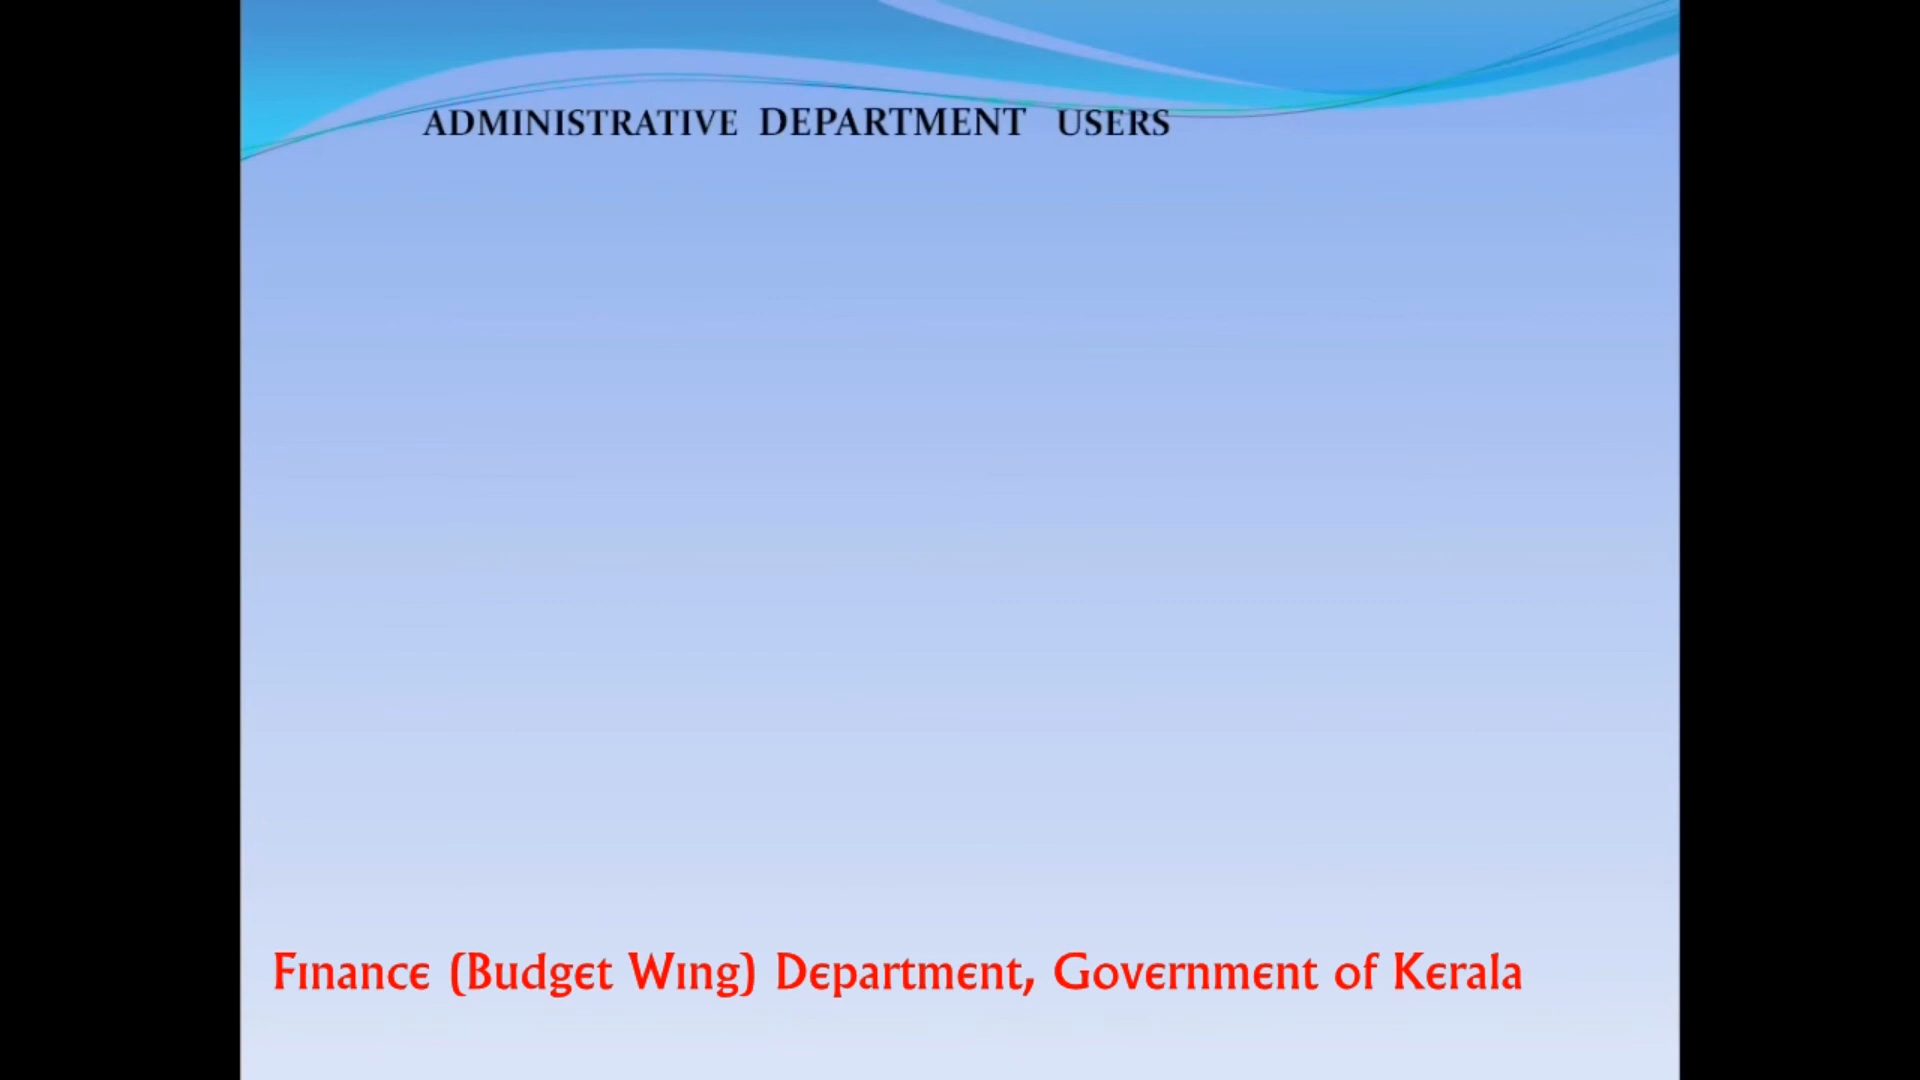 ADMINISTRATIVE DEPARTMENT USERS
Finance (Budget Wing) Department, Government of Kerala